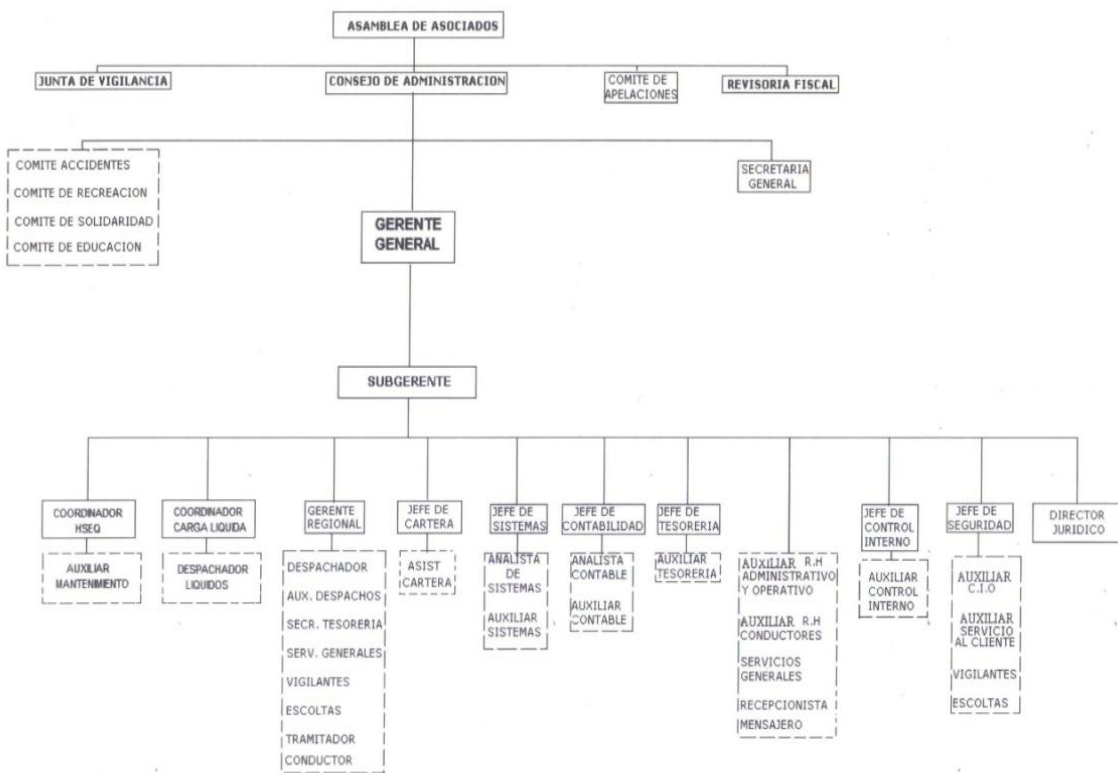 ASAMBLEA DE ASOCIADOS
JUNTA DE VIGILANCIA
CONSEJO DE ADMINISTRACION
COMITE DE
APELACIONES
REVISORIA FISCAL
COMITE ACCIDENTES
COMITE DE RECREACION
COMITE DE SOLIDARIDAD
COMITE DE EDUCACION
SECRETARIA
GENERAL
GERENTE
GENERAL
SUBGERENTE
COORDINADOR
HSEQ
AUXILIAR
MANTENIMIENTO
COORDINADOR
CARGA LIQUIDA
DESPACHADOR
LIQUIDOS
GERENTE
REGIONAL
DESPACHADOR
AUX. DESPACHOS
SECR. TESORERIA
SERV. GENERALES
VIGILANTES
ESCOLTAS
TRAMITADOR
CONDUCTOR
JEFE DE
CARTERA
ASIST
CARTERA
JEFE DE
SISTEMAS
ANALISTA
DE
SISTEMAS
AUXILIAR
SISTEMAS
JEFE DE
CONTABILIDAD
ANALISTA
CONTABLE
AUXILIAR
CONTABLE
JEFE DE
TESORERIA
AUXILIAR
TESORERIA
AUXILIAR R.H
ADMINISTRATIVO
Y OPERATIVO
AUXILIAR R.H
CONDUCTORES
SERVICIOS
GENERALES
RECEPCIONISTA
MENSAJERO
JEFE DE
CONTROL
INTERNO
AUXILIAR
CONTROL
INTERNO
JEFE DE
SEGURIDAD
AUXILIAR
C.I.O
AUXILIAR
SERVICIO
AL CLIENTE
VIGILANTES
ESCOLTAS
DIRECTOR
JURIDICO